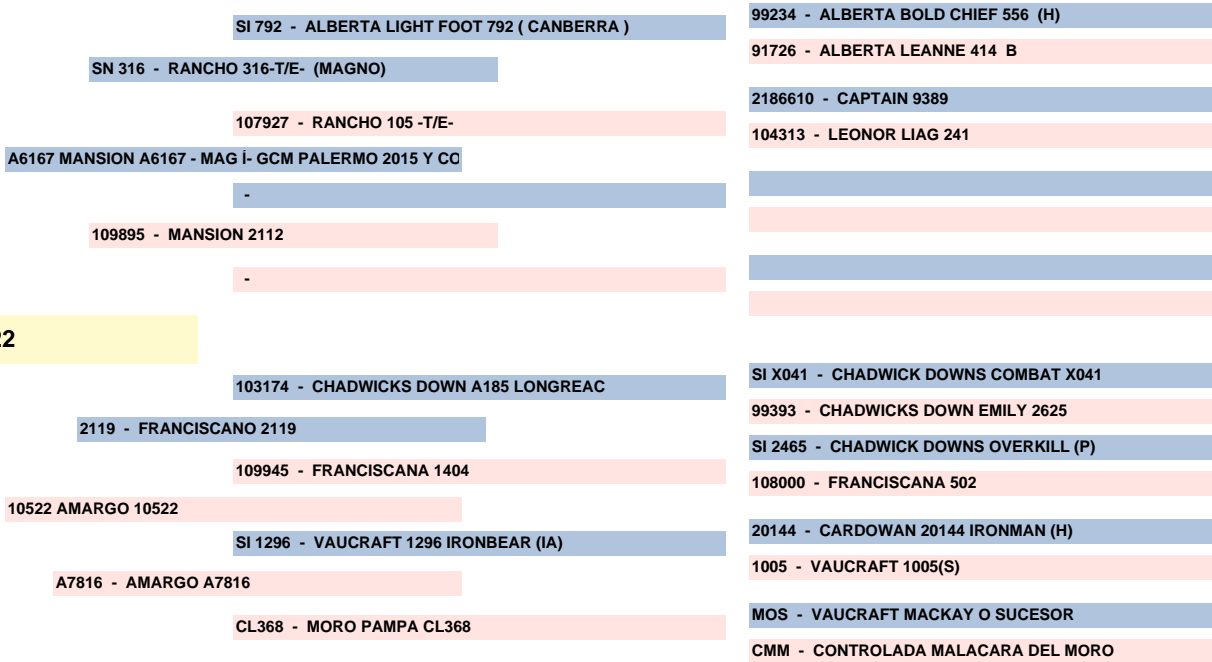 SI 792 - ALBERTA LIGHT FOOT 792 ( CANBERRA )
99234 - ALBERTA BOLD CHIEF 556 (H)
91726 - ALBERTA LEANNE 414 B
SN 316 - RANCHO 316-T/E- (MAGNO)
107927 - RANCHO 105 -T/E-
2186610 - CAPTAIN 9389
104313 - LEONOR LIAG 241
A6167 MANSION A6167 - MAG Í- GCM PALERMO 2015 Y CO
-
109895 - MANSION 2112
-
22
103174 - CHADWICKS DOWN A185 LONGREAC
SI X041 - CHADWICK DOWNS COMBAT X041
99393 - CHADWICKS DOWN EMILY 2625
2119 - FRANCISCANO 2119
109945 - FRANCISCANA 1404
SI 2465 - CHADWICK DOWNS OVERKILL (P)
108000 - FRANCISCANA 502
10522 AMARGO 10522
SI 1296 - VAUCRAFT 1296 IRONBEAR (IA)
20144 - CARDOWAN 20144 IRONMAN (H)
1005 - VAUCRAFT 1005(S)
A7816 - AMARGO A7816
CL368 - MORO PAMPA CL368
MOS - VAUCRAFT MACKAY O SUCESOR
CMM - CONTROLADA MALACARA DEL MORO